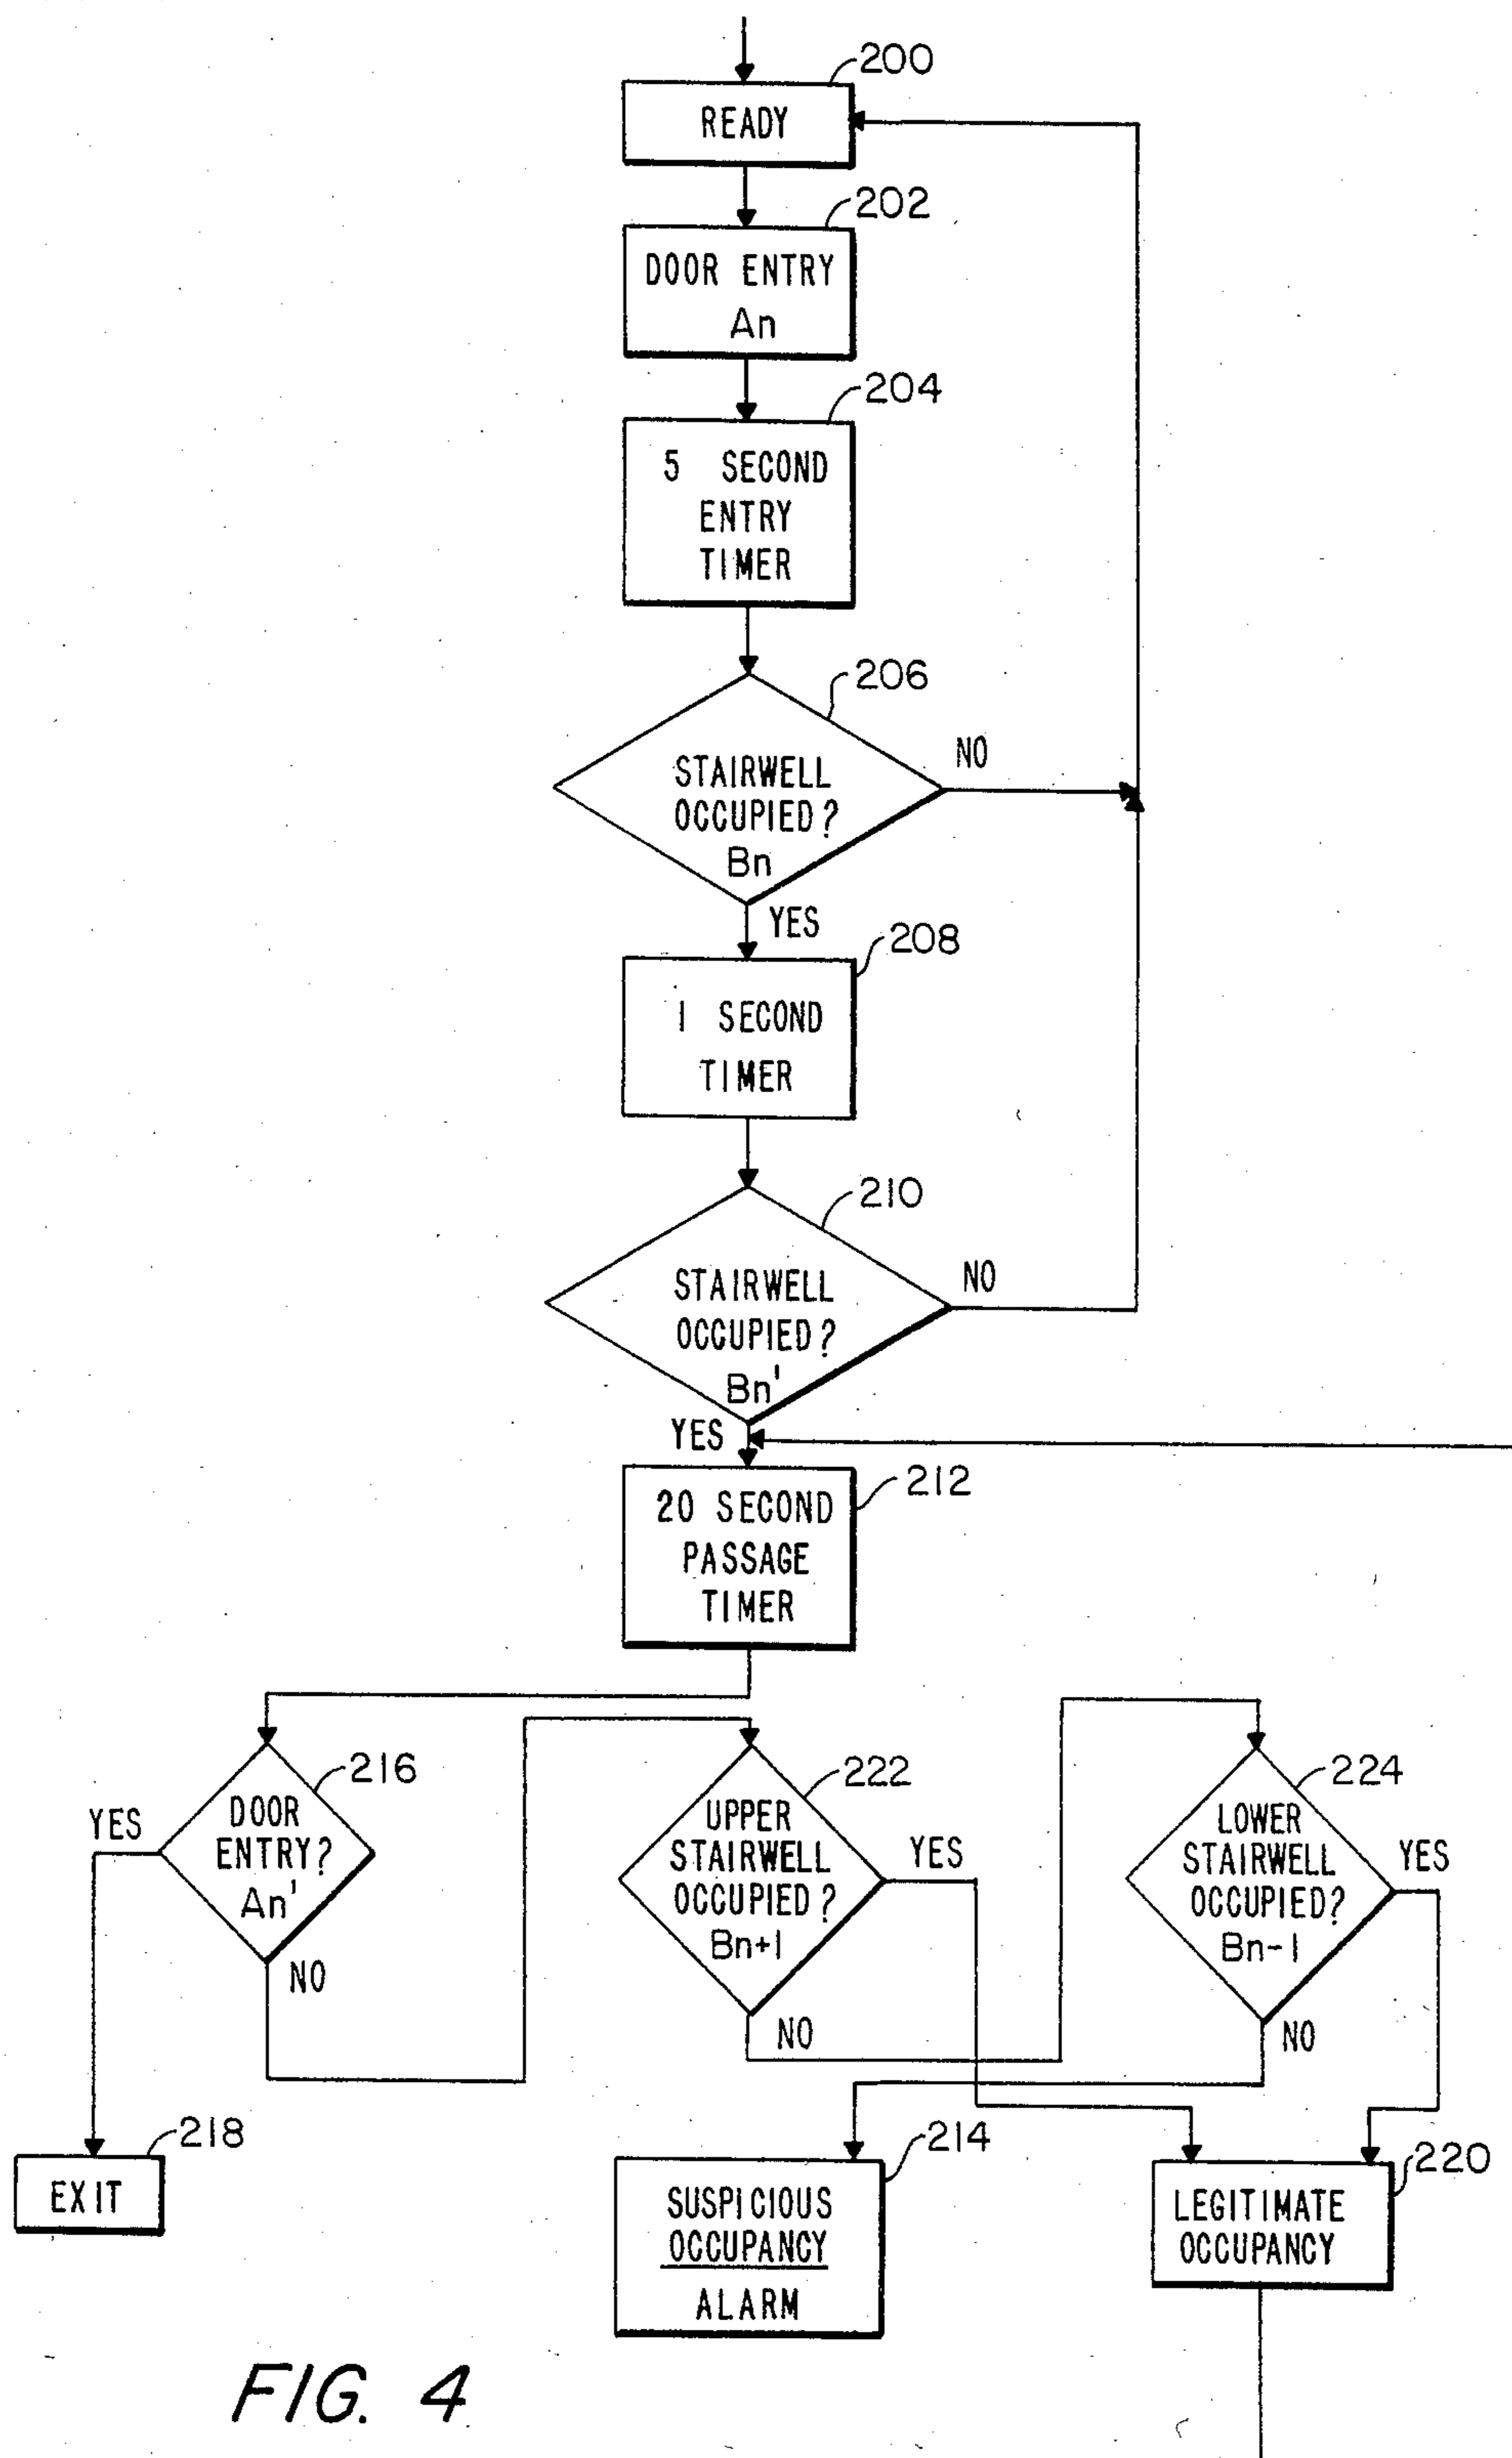 200
READY
202
DOOR ENTRY
An
204
5 SECOND
ENTRY
TIMER
206
STAIRWELL
OCCUPIED?
Bn
NO
YES
208
1 SECOND
TIMER
210
STAIRWELL
OCCUPIED?
Bn'
NO
YES
212
20 SECOND
PASSAGE
TIMER
216
DOOR
ENTRY?
An'
YES
NO
222
UPPER
STAIRWELL
OCCUPIED?
Bn+1
YES
NO
224
LOWER
STAIRWELL
OCCUPIED?
Bn-1
YES
NO
218
EXIT
214
SUSPICIOUS
OCCUPANCY
ALARM
220
LEGITIMATE
OCCUPANCY
FIG. 4